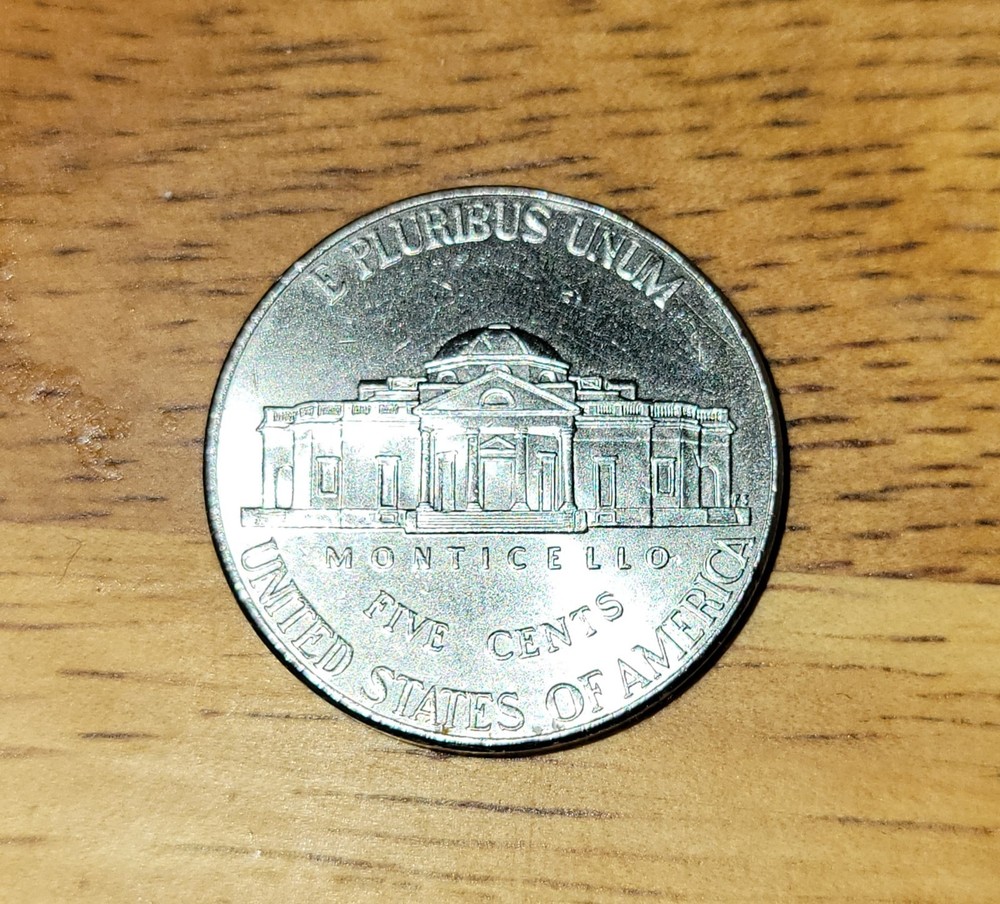 E PLURIBUS UNUM
MONTICELLO
FIVE CENTS
UNITED STATES OF AMERICA